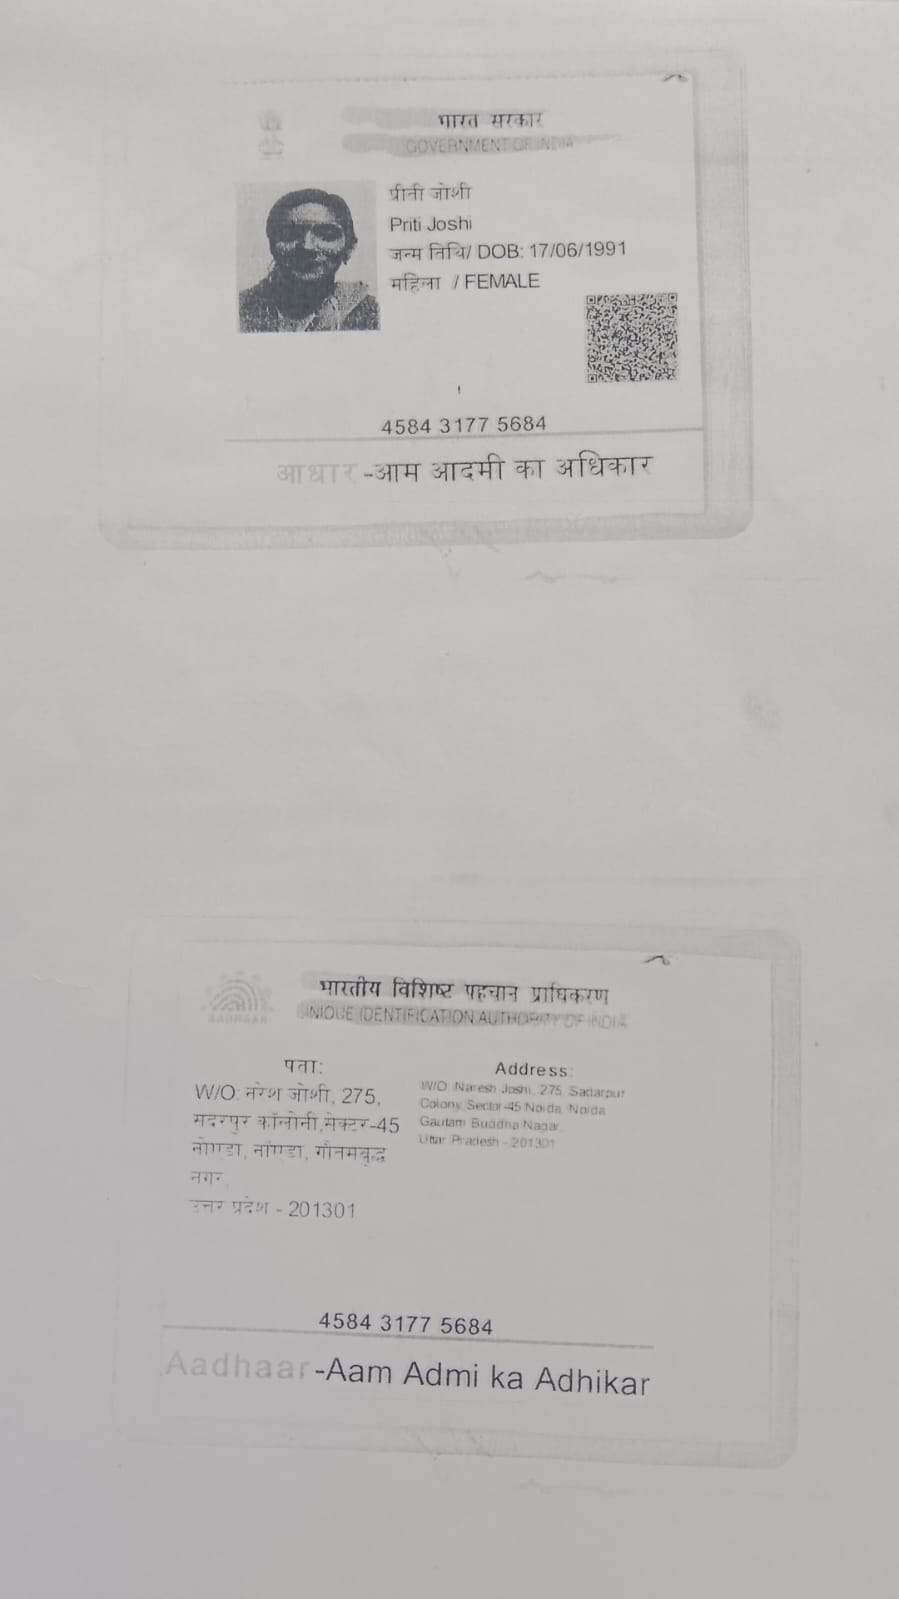 भारत सरकार
GOVERNMENT OF INDIA
प्रीती जोशी
Priti Joshi
जन्म तिथि/ DOB: 17/06/1991
महिला / FEMALE
4584 3177 5684
आधार-आम आदमी का अधिकार
भारतीय विशिष्ट पहचान प्राधिकरण
UNIQUE IDENTIFICATION AUTHORITY OF INDIA
AADHAAR
पता:
W/O: नरेश जोशी, 275,
सदरपुर कॉलोनी,सेक्टर-45
नोएडा, नॉएडा, गौतमबुद्ध
नगर,
उत्तर प्रदेश - 201301
Address:
W/O Naresh Joshi, 275, Sadarpur
Colony,Sector-45 Noida, Noida
Gautam Buddha Nagar,
Uttar Pradesh - 201301
4584 3177 5684
Aadhaar-Aam Admi ka Adhikar